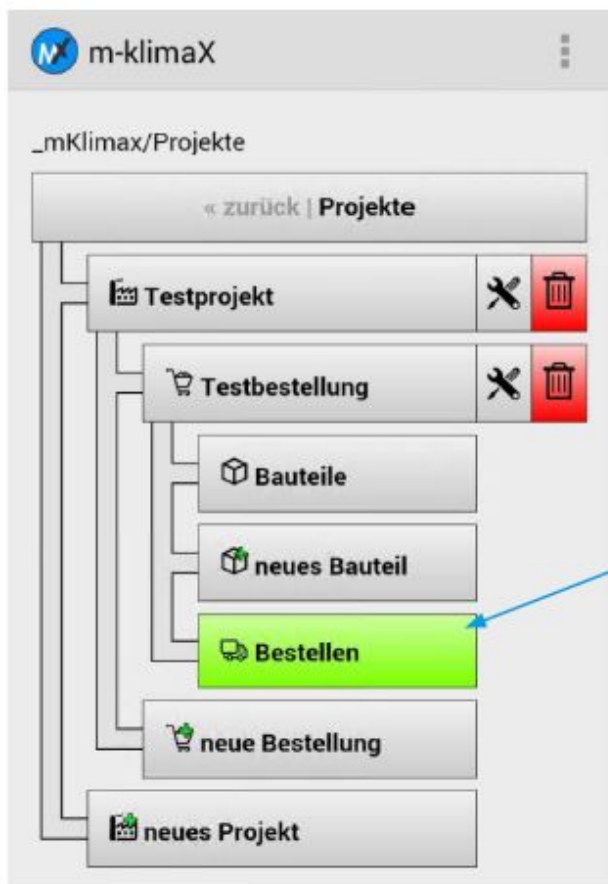 m-klimaX
_mKlimax/Projekte
« zurück | Projekte
Testprojekt
Testbestellung
Bauteile
neues Bauteil
Bestellen
neue Bestellung
neues Projekt